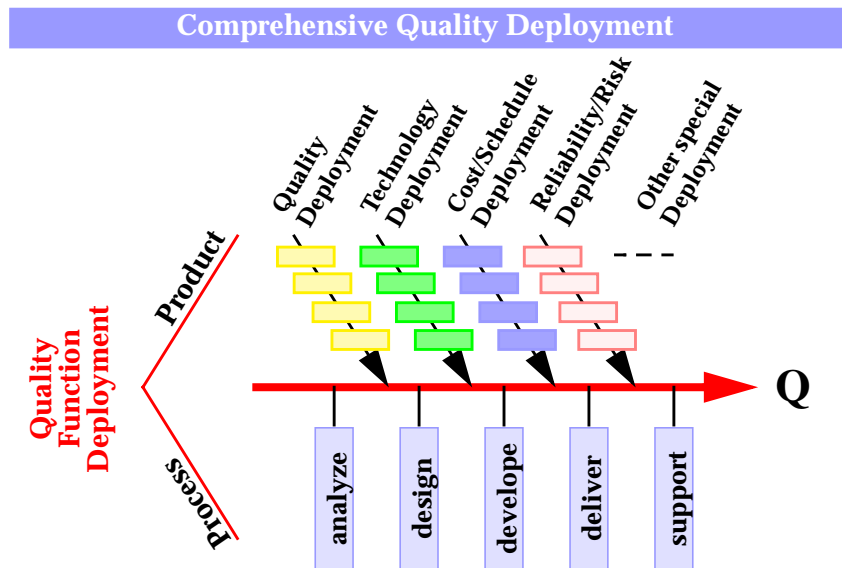 Comprehensive Quality Deployment
Quality
Deployment
Technology
Deployment
Cost/Schedule
Deployment
Reliability/Risk
Deployment
Other special
Deployment
Product
Quality
Function
Deployment
Process
Q
analyze
design
develope
deliver
support